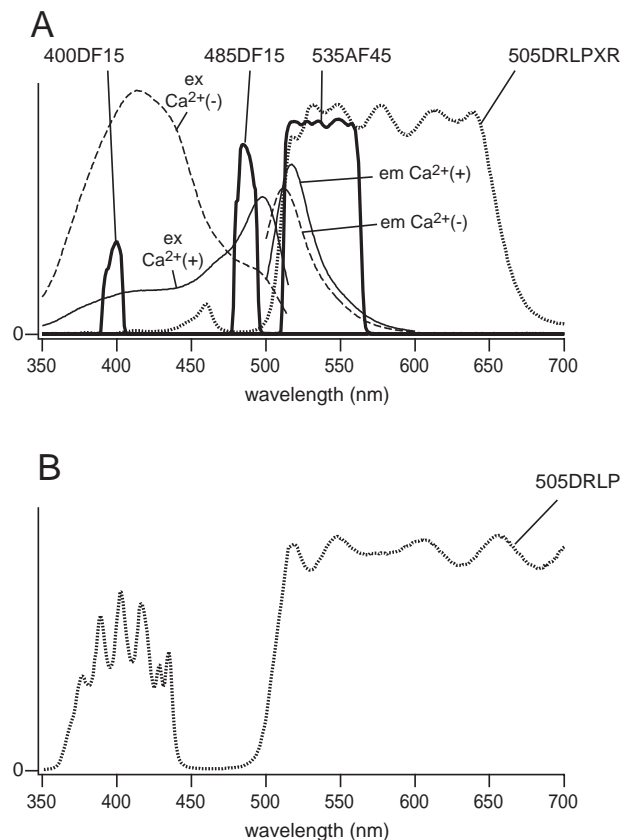 A
400DF15 485DF15 535AF45 505DRLPXR
ex
Ca2+(-)
em Ca2+(+)
em Ca2+(-)
ex
Ca2+(+)
0
350 400 450 500 550 600 650 700
wavelength (nm)
B
505DRLP
0
350 400 450 500 550 600 650 700
wavelength (nm)